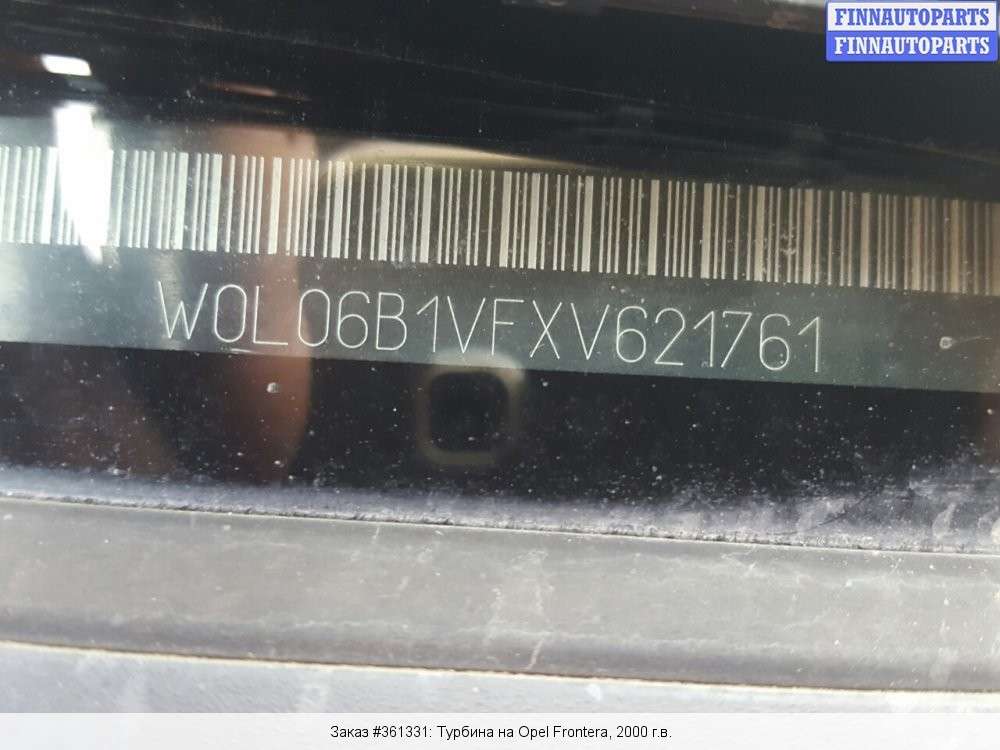 FINNAUTOPARTS
FINNAUTOPARTS
W0L06B1VFXV621761
Заказ #361331: Турбина на Opel Frontera, 2000 г.в.